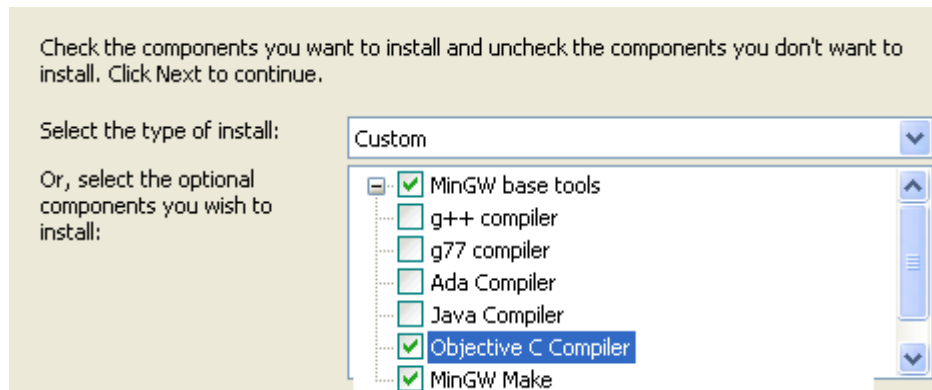 Check the components you want to install and uncheck the components you don't want to
install. Click Next to continue.
Select the type of install:
Custom
Or, select the optional
components you wish to
install:
MinGW base tools
g++ compiler
g77 compiler
Ada Compiler
Java Compiler
Objective C Compiler
MinGW Make